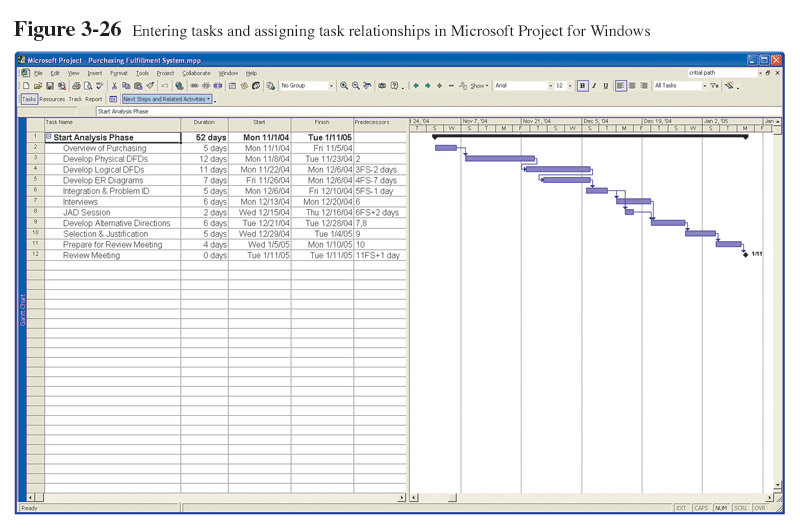 Figure 3-26 Entering tasks and assigning task relationships in Microsoft Project for Windows
Microsoft Project - Purchasing Fulfillment System.mpp
File Edit View Insert Format Tools Project Collaborate Window Help
critial path
No Group
Show
Arial
12
B I U
All Tasks
Tasks Resources Track Report
Next Steps and Related Activities
Start Analysis Phase
Task Name Duration Start Finish Predecessors
24, '04 Nov 7, '04 Nov 21, '04 Dec 5, '04 Dec 19, '04 Jan 2, '05 Jan
T S W M F T S W M F T S W M F T S W M F
1 Start Analysis Phase 52 days Mon 11/1/04 Tue 1/11/05
2 Overview of Purchasing 5 days Mon 11/1/04 Fri 11/5/04
3 Develop Physical DFDs 12 days Mon 11/8/04 Tue 11/23/04 2
4 Develop Logical DFDs 11 days Mon 11/22/04 Mon 12/6/04 3FS-2 days
5 Develop ER Diagrams 7 days Fri 11/26/04 Mon 12/6/04 4FS-7 days
6 Integration & Problem ID 5 days Mon 12/6/04 Fri 12/10/04 5FS-1 day
7 Interviews 6 days Mon 12/13/04 Mon 12/20/04 6
8 JAD Session 2 days Wed 12/15/04 Thu 12/16/04 6FS+2 days
9 Develop Alternative Directions 6 days Tue 12/21/04 Tue 12/28/04 7,8
10 Selection & Justification 5 days Wed 12/29/04 Tue 1/4/05 9
11 Prepare for Review Meeting 4 days Wed 1/5/05 Mon 1/10/05 10
12 Review Meeting 0 days Tue 1/11/05 Tue 1/11/05 11FS+1 day
1/11
Gantt Chart
Ready
EXT CAPS NUM SCRL OVR